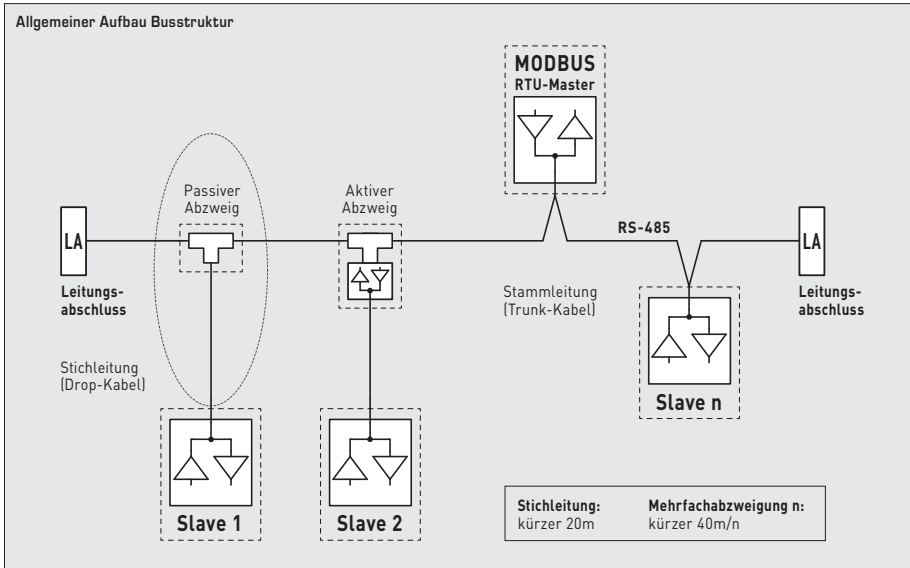 Allgemeiner Aufbau Busstruktur
MODBUS
RTU-Master
Passiver
Abzweig
Aktiver
Abzweig
LA
RS-485
LA
Leitungs-
abschluss
Stammleitung
(Trunk-Kabel)
Leitungs-
abschluss
Stichleitung
(Drop-Kabel)
Slave n
Slave 1
Slave 2
Stichleitung:
kürzer 20m
Mehrfachabzweigung n:
kürzer 40m/n